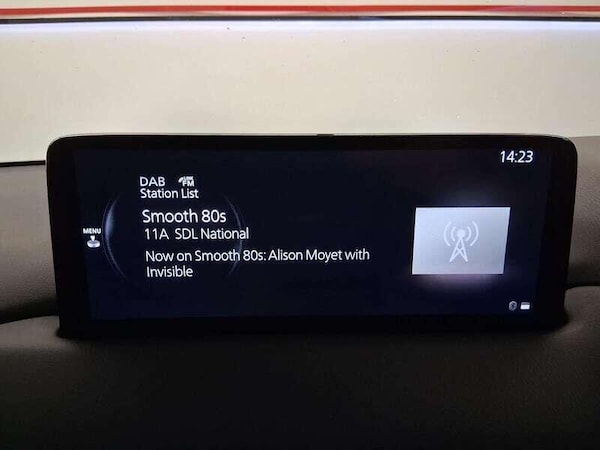 14:23
DAB FM
Station List
Smooth 80s
11A SDL National
MENU
Now on Smooth 80s: Alison Moyet with
Invisible